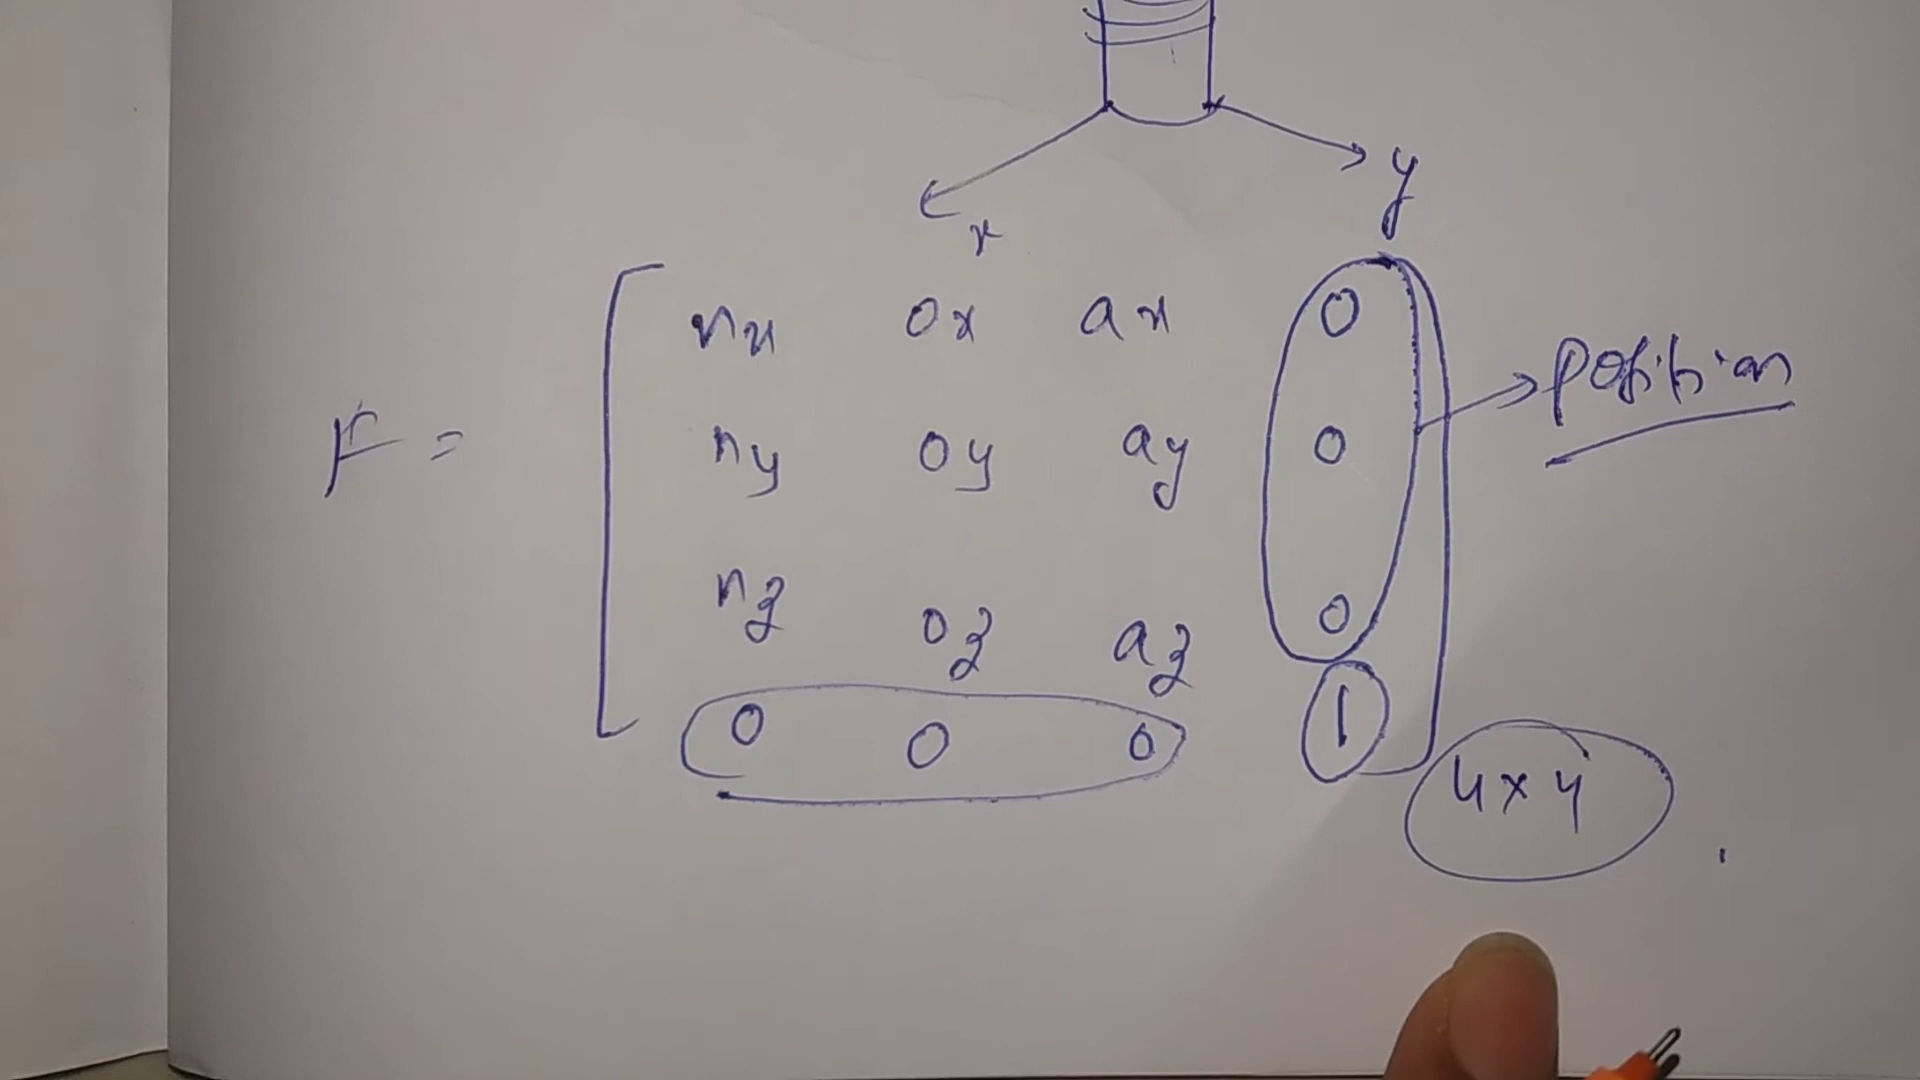 y
x
nx ox ax 0
position
F = ny oy ay 0
nz oz az 0
0 0 0 1
4x4